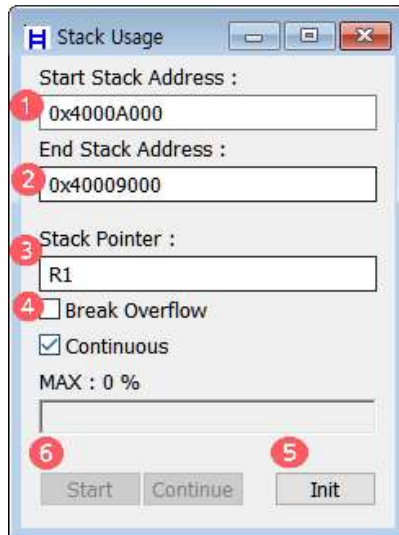 Stack Usage
Start Stack Address :
1 0x4000A000
End Stack Address :
2 0x40009000
Stack Pointer :
3
R1
4 Break Overflow
Continuous
MAX : 0 %
6 5
Start Continue Init